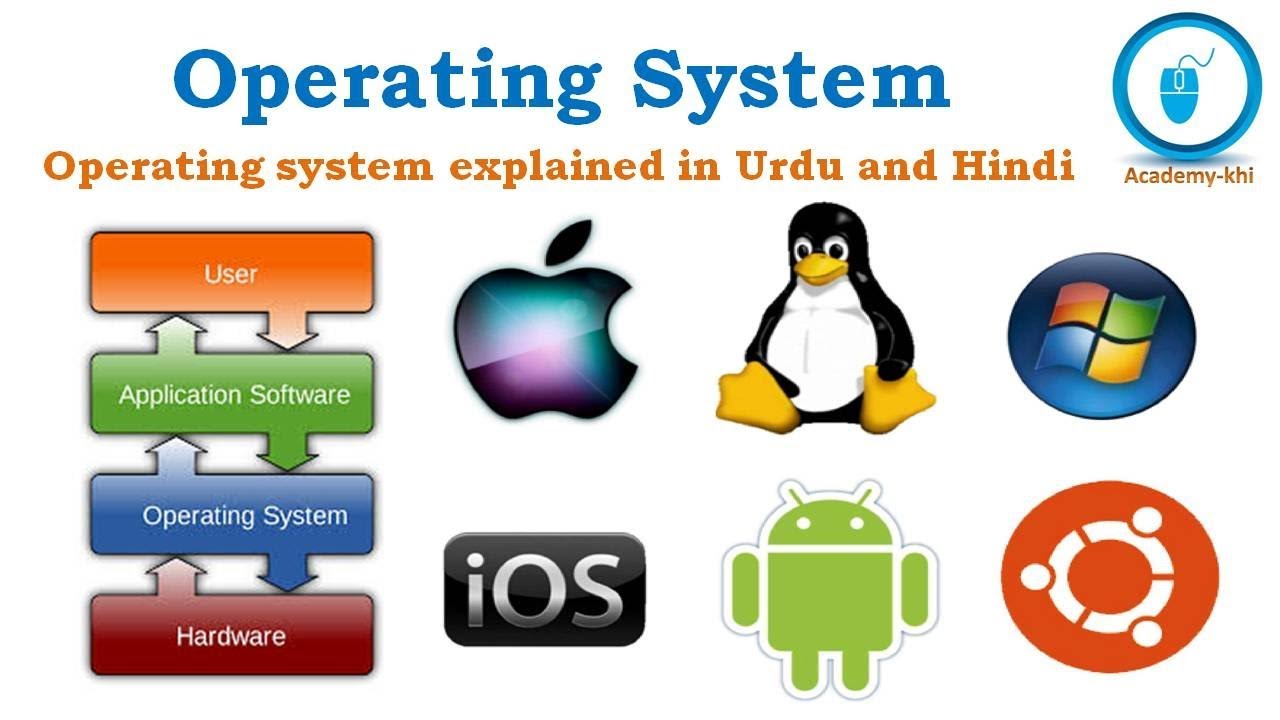 Operating System
Operating system explained in Urdu and Hindi
Academy-khi
User
Application Software
Operating System
Hardware
iOS